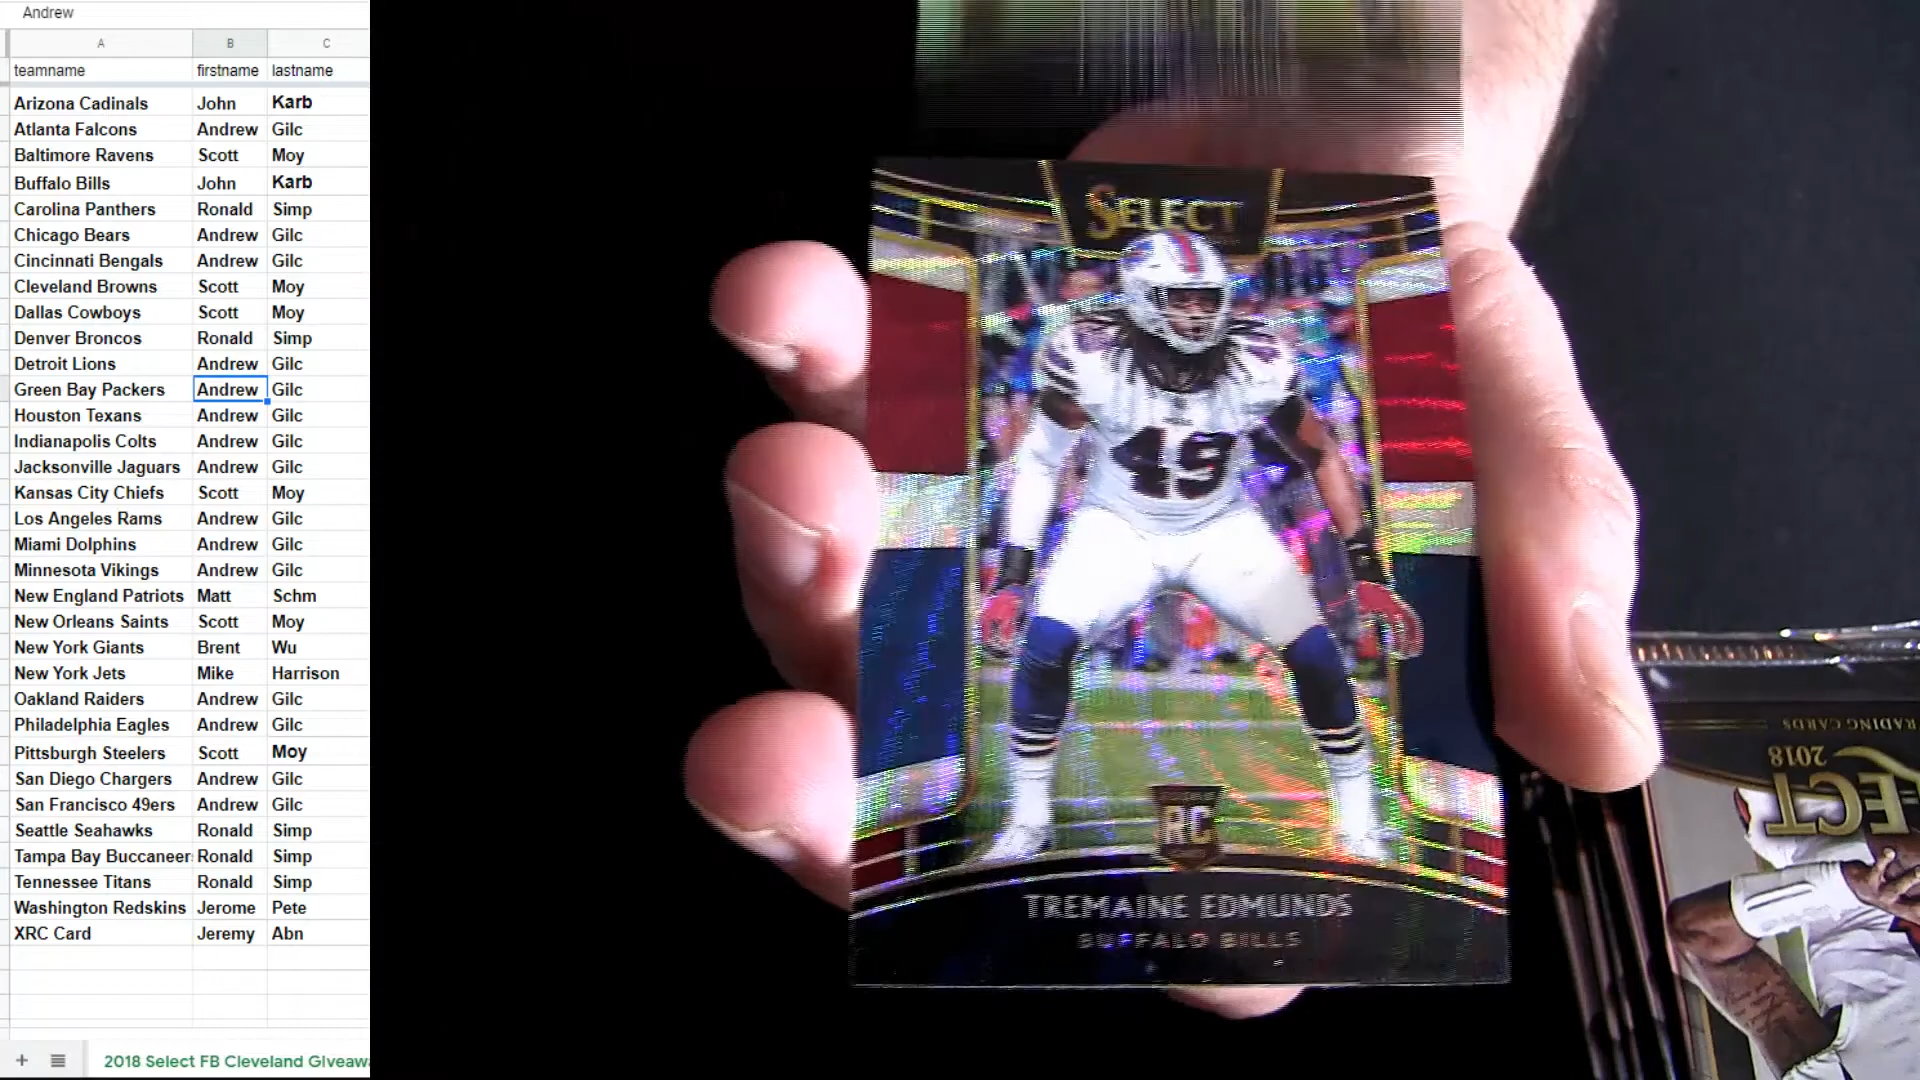 Andrew
A B C
teamname firstname lastname
Arizona Cadinals John Karb
Atlanta Falcons Andrew Gilc
Baltimore Ravens Scott Moy
Buffalo Bills John Karb
Carolina Panthers Ronald Simp
Chicago Bears Andrew Gilc
Cincinnati Bengals Andrew Gilc
Cleveland Browns Scott Moy
Dallas Cowboys Scott Moy
Denver Broncos Ronald Simp
Detroit Lions Andrew Gilc
Green Bay Packers Andrew Gilc
Houston Texans Andrew Gilc
Indianapolis Colts Andrew Gilc
Jacksonville Jaguars Andrew Gilc
Kansas City Chiefs Scott Moy
Los Angeles Rams Andrew Gilc
Miami Dolphins Andrew Gilc
Minnesota Vikings Andrew Gilc
New England Patriots Matt Schm
New Orleans Saints Scott Moy
New York Giants Brent Wu
New York Jets Mike Harrison
Oakland Raiders Andrew Gilc
Philadelphia Eagles Andrew Gilc
Pittsburgh Steelers Scott Moy
San Diego Chargers Andrew Gilc
San Francisco 49ers Andrew Gilc
Seattle Seahawks Ronald Simp
Tampa Bay Buccaneer Ronald Simp
Tennessee Titans Ronald Simp
Washington Redskins Jerome Pete
XRC Card Jeremy Abn
2018 Select FB Cleveland GIveaw
SELECT
49
RC
TREMAINE EDMUNDS
BUFFALO BILLS
TRADING CARDS
2018
ECT